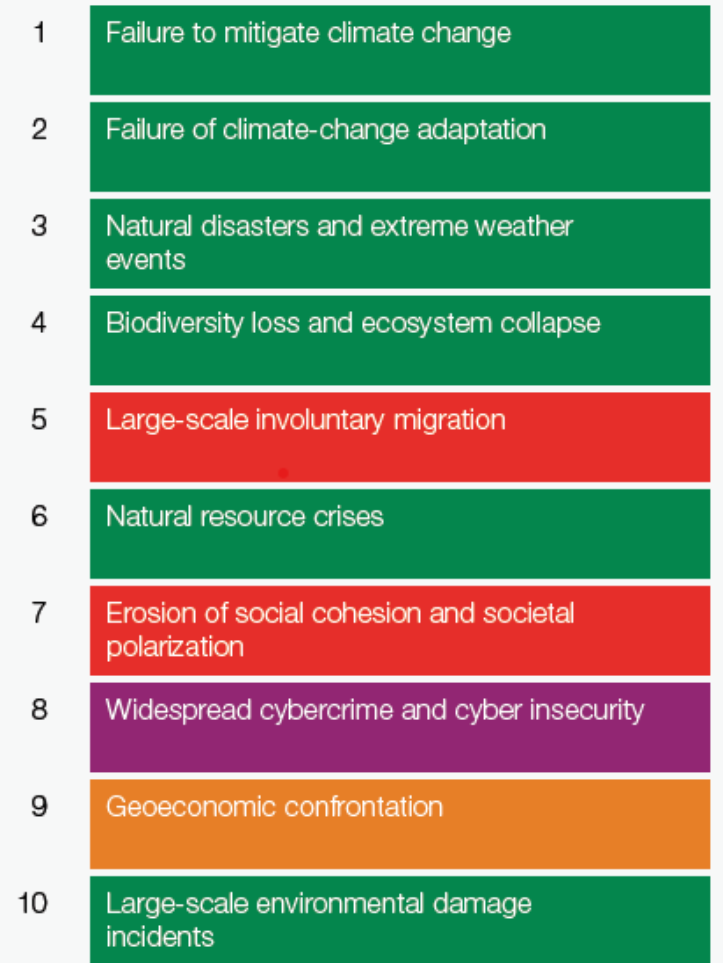 1 Failure to mitigate climate change
2 Failure of climate-change adaptation
3 Natural disasters and extreme weather
events
4 Biodiversity loss and ecosystem collapse
5 Large-scale involuntary migration
6 Natural resource crises
7 Erosion of social cohesion and societal
polarization
8 Widespread cybercrime and cyber insecurity
9 Geoeconomic confrontation
10 Large-scale environmental damage
incidents